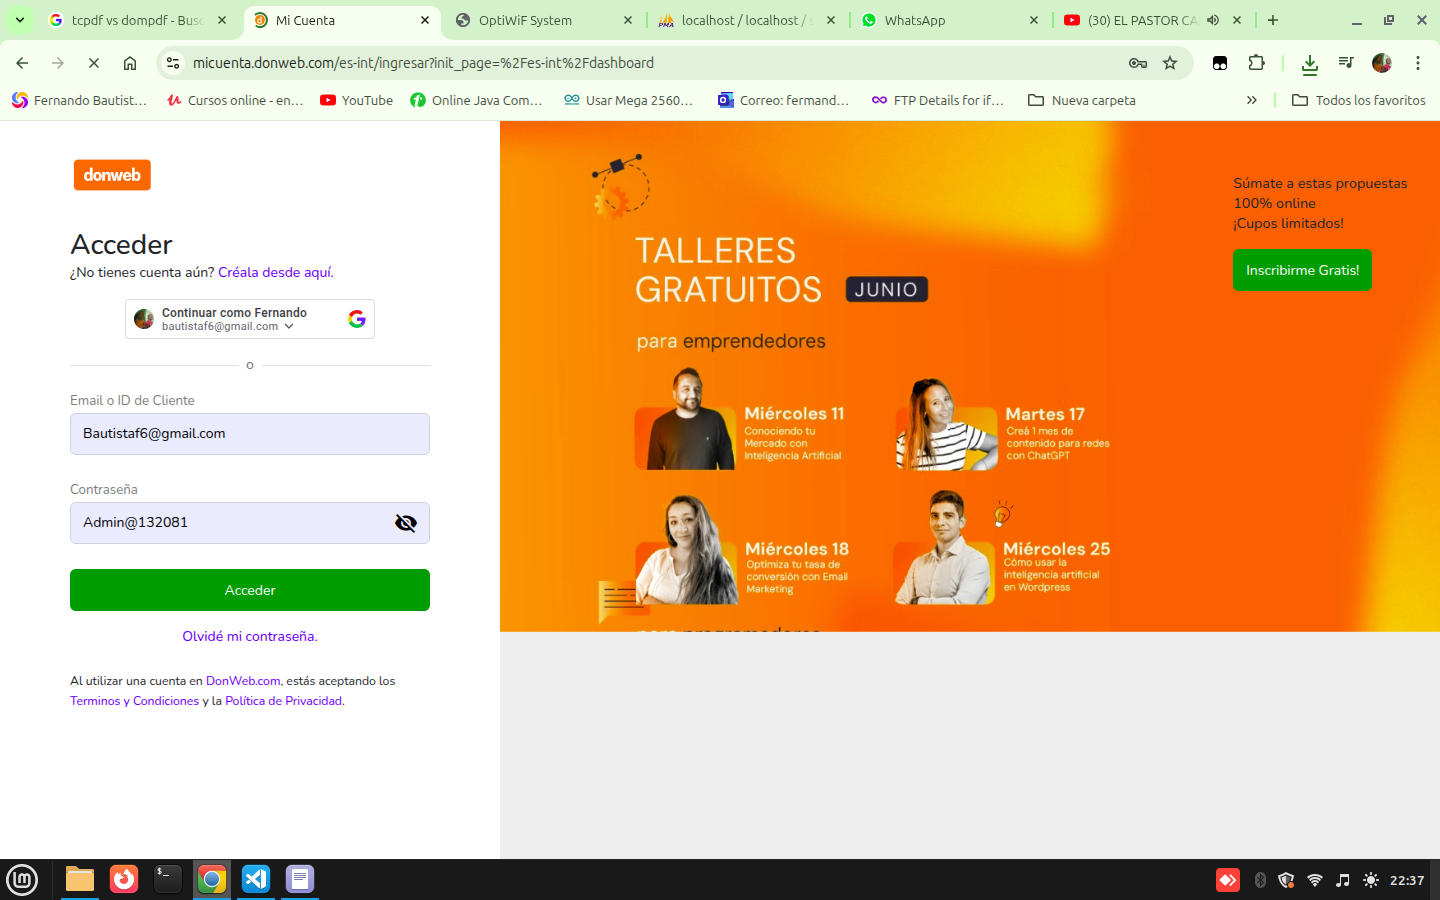 tcpdf vs dompdf - Busc
Mi Cuenta
OptiWiF System
localhost / localhost / s
WhatsApp
(30) EL PASTOR CA
micuenta.donweb.com/es-int/ingresar?init_page=%2Fes-int%2Fdashboard
Fernando Bautist...
Cursos online - en...
YouTube
Online Java Com...
Usar Mega 2560...
Correo: fermand...
FTP Details for if...
Nueva carpeta
Todos los favoritos
donweb
Acceder
¿No tienes cuenta aún? Créala desde aquí.
Continuar como Fernando
bautistaf6@gmail.com
o
Email o ID de Cliente
Bautistaf6@gmail.com
Contraseña
Admin@132081
Acceder
Olvidé mi contraseña.
Al utilizar una cuenta en DonWeb.com, estás aceptando los
Terminos y Condiciones y la Política de Privacidad.
TALLERES
GRATUITOS JUNIO
para emprendedores
Miércoles 11
Conociendo tu
Mercado con
Inteligencia Artificial
Martes 17
Creá 1 mes de
contenido para redes
con ChatGPT
Miércoles 18
Optimiza tu tasa de
conversión con Email
Marketing
Miércoles 25
Cómo usar la
inteligencia artificial
en Wordpress
Súmate a estas propuestas
100% online
¡Cupos limitados!
Inscribirme Gratis!
22:37